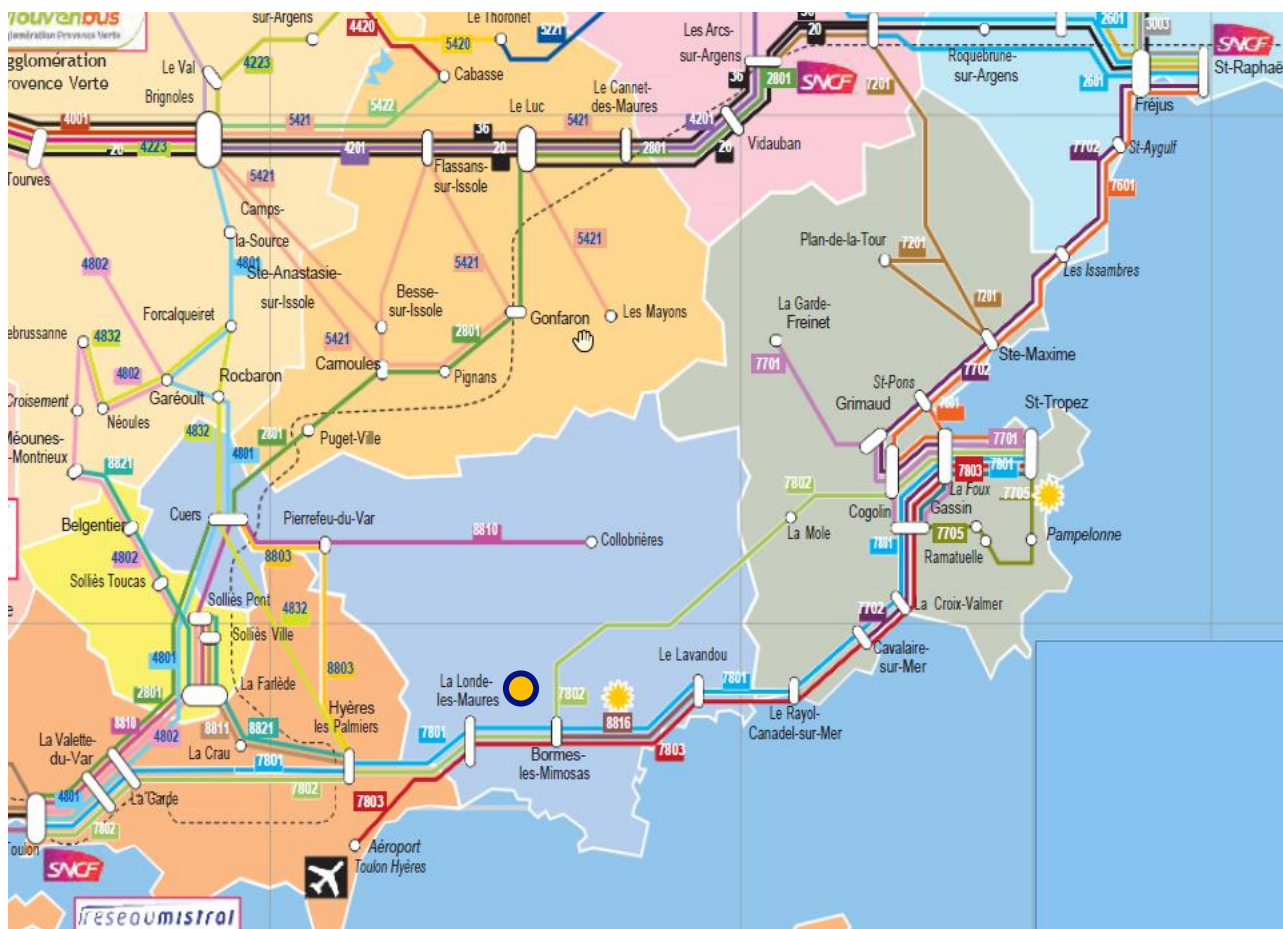 sur-Argens
4420
Le Thoronet
5221
5420
4223
Cabasse
5422
Le Val
Brignoles
5421
4001
20
4223
Tourves
4201
36
Flassans-
sur-Issole
Le Luc
20
5421
Le Cannet-
des-Maures
2801
4201
20
Vidauban
Les Arcs-
sur-Argens
36
2801
SNCF
20
7201
Roquebrune-
sur-Argens
2601
2601
3003
SNCF
Fréjus
7702
St-Aygulf
7601
Les Issambres
Plan-de-la-Tour
7201
7201
La Garde-
Freinet
7701
Ste-Maxime
7702
St-Pons
Grimaud
St-Tropez
7701
7803
7801
La Foux
7705
Cogolin
Gassin
7705
Ramatuelle
Pampelonne
7802
La Mole
La Croix-Valmer
7702
Cavalaire-
sur-Mer
5421
Camps-
la-Source
4801
4802
Ste-Anastasie-
sur-Issole
Forcalqueiret
5421
Besse-
sur-Issole
5421
2801
Gonfaron
5421
Les Mayons
4832
4802
Garéoult
Rocbaron
Carnoules
Pignans
Croisement
Néoules
4832
4801
2801
Puget-Ville
8821
Belgentier
4802
Solliès Toucas
Cuers
Pierrefeu-du-Var
8803
8810
Collobrières
4832
Solliès Pont
Solliès Ville
4801
8803
2801
La Farlède
8810
4802
8811
8821
La Crau
Hyères
les Palmiers
La Valette-
du-Var
7801
7802
La Garde
4801
7802
Toulon
SNCF
7803
Aéroport
Toulon Hyères
7801
La Londe-
les-Maures
7802
8816
Bormes-
les-Mimosas
7803
Le Lavandou
7801
Le Rayol-
Canadel-sur-Mer
reseaumistral